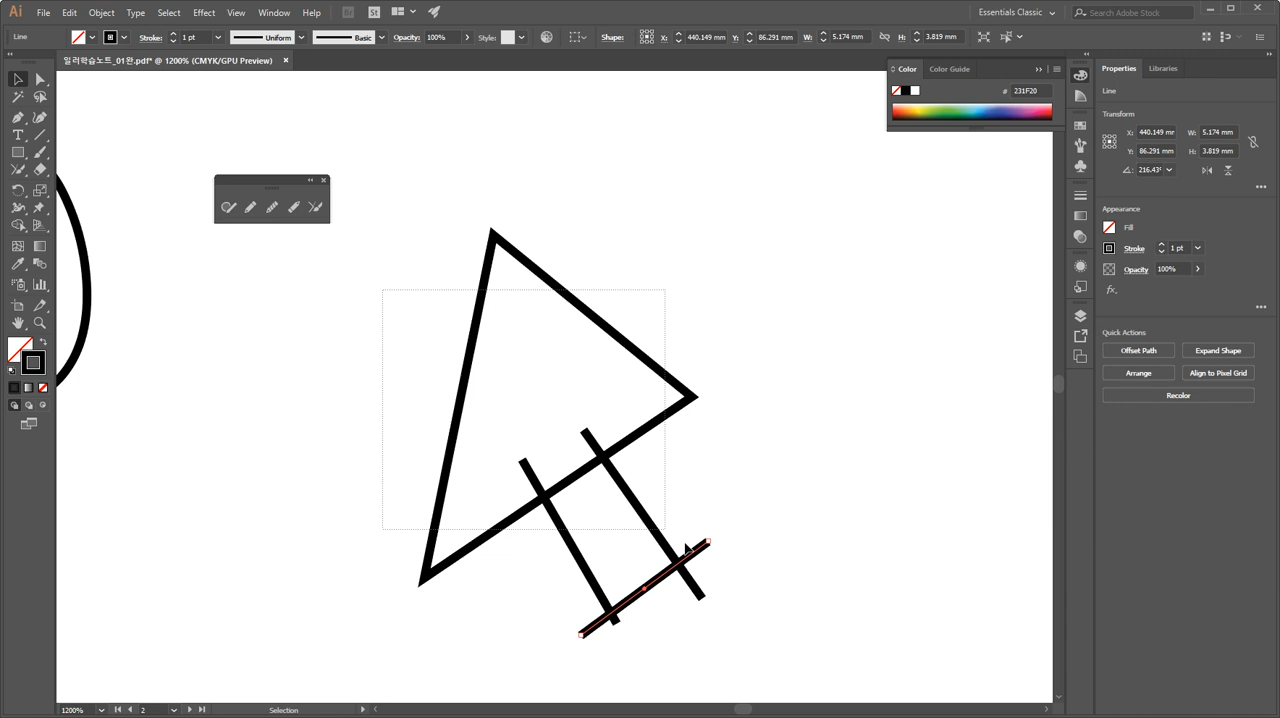 Ai File Edit Object Type Select Effect View Window Help Br St Essentials Classic Search Adobe Stock
Line Stroke: 1 pt Uniform Basic Opacity: 100% Style: Shape: X: 440.149 mm Y: 86.291 mm W: 5.174 mm H: 3.819 mm
일러학습노트_01완.pdf* @ 1200% (CMYK/GPU Preview) ×
Color Color Guide
# 231F20
Properties Libraries
Line
Transform
X: 440.149 mr W: 5.174 mm
Y: 86.291 mm H: 3.819 mm
216.43°
Appearance
Fill
Stroke 1 pt
Opacity 100%
fx.
Quick Actions
Offset Path Expand Shape
Arrange Align to Pixel Grid
Recolor
1200% 2 Selection